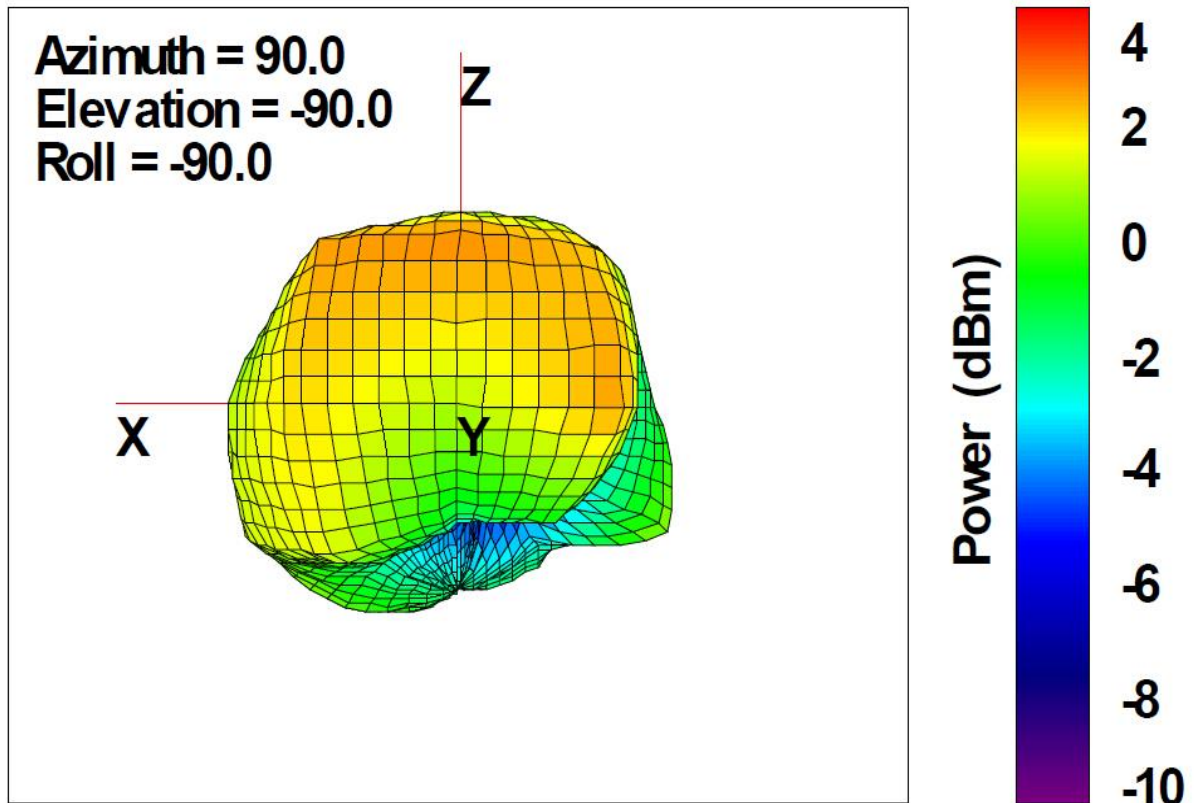 Azimuth = 90.0
Elevation = -90.0
Roll = -90.0
Z
X
Y
Power (dBm)
4
2
0
-2
-4
-6
-8
-10